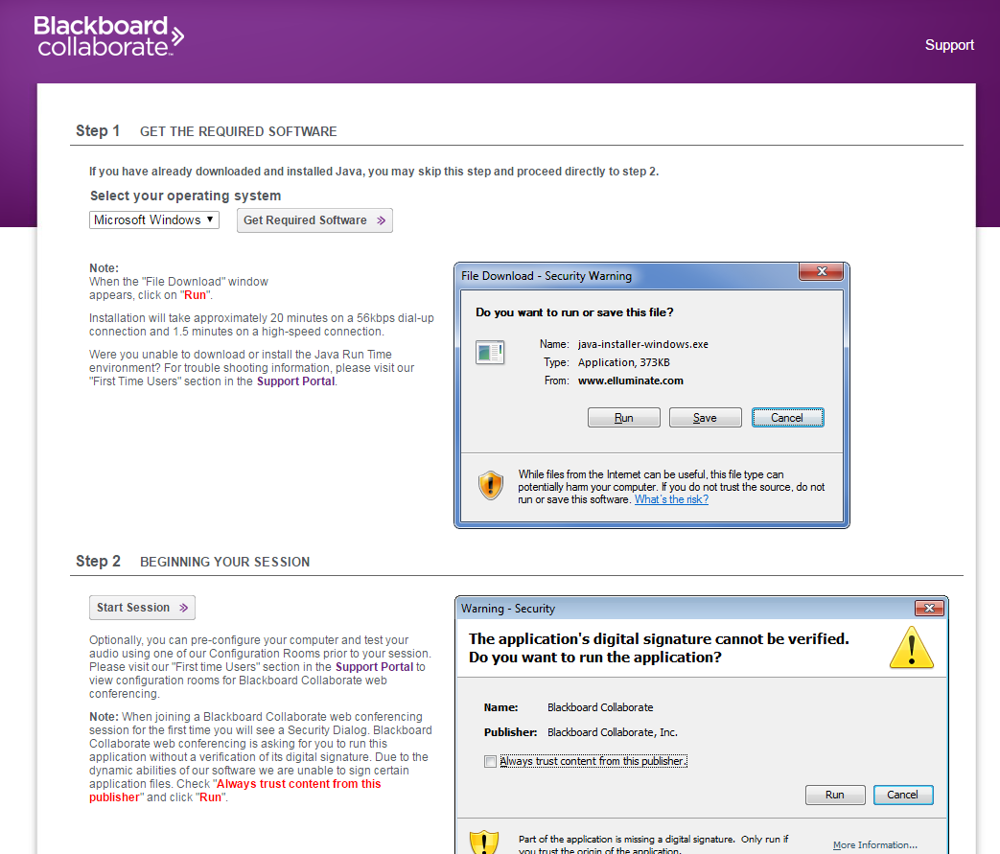 Blackboard
collaborate™
Support
Step 1 GET THE REQUIRED SOFTWARE
If you have already downloaded and installed Java, you may skip this step and proceed directly to step 2.
Select your operating system
Microsoft Windows
Get Required Software
Note:
When the "File Download" window
appears, click on "Run".
Installation will take approximately 20 minutes on a 56kbps dial-up
connection and 1.5 minutes on a high-speed connection.
Were you unable to download or install the Java Run Time
environment? For trouble shooting information, please visit our
"First Time Users" section in the Support Portal.
File Download - Security Warning
Do you want to run or save this file?
Name: java-installer-windows.exe
Type: Application, 373KB
From: www.elluminate.com
Run Save Cancel
While files from the Internet can be useful, this file type can
potentially harm your computer. If you do not trust the source, do not
run or save this software. What's the risk?
Step 2 BEGINNING YOUR SESSION
Start Session
Optionally, you can pre-configure your computer and test your
audio using one of our Configuration Rooms prior to your session.
Please visit our "First time Users" section in the Support Portal to
view configuration rooms for Blackboard Collaborate web
conferencing.
Note: When joining a Blackboard Collaborate web conferencing
session for the first time you will see a Security Dialog. Blackboard
Collaborate web conferencing is asking for you to run this
application without a verification of its digital signature. Due to the
dynamic abilities of our software we are unable to sign certain
application files. Check "Always trust content from this
publisher" and click "Run".
Warning - Security
The application's digital signature cannot be verified.
Do you want to run the application?
Name: Blackboard Collaborate
Publisher: Blackboard Collaborate, Inc.
Always trust content from this publisher.
Run Cancel
Part of the application is missing a digital signature. Only run if
you trust the origin of the application.
More Information...